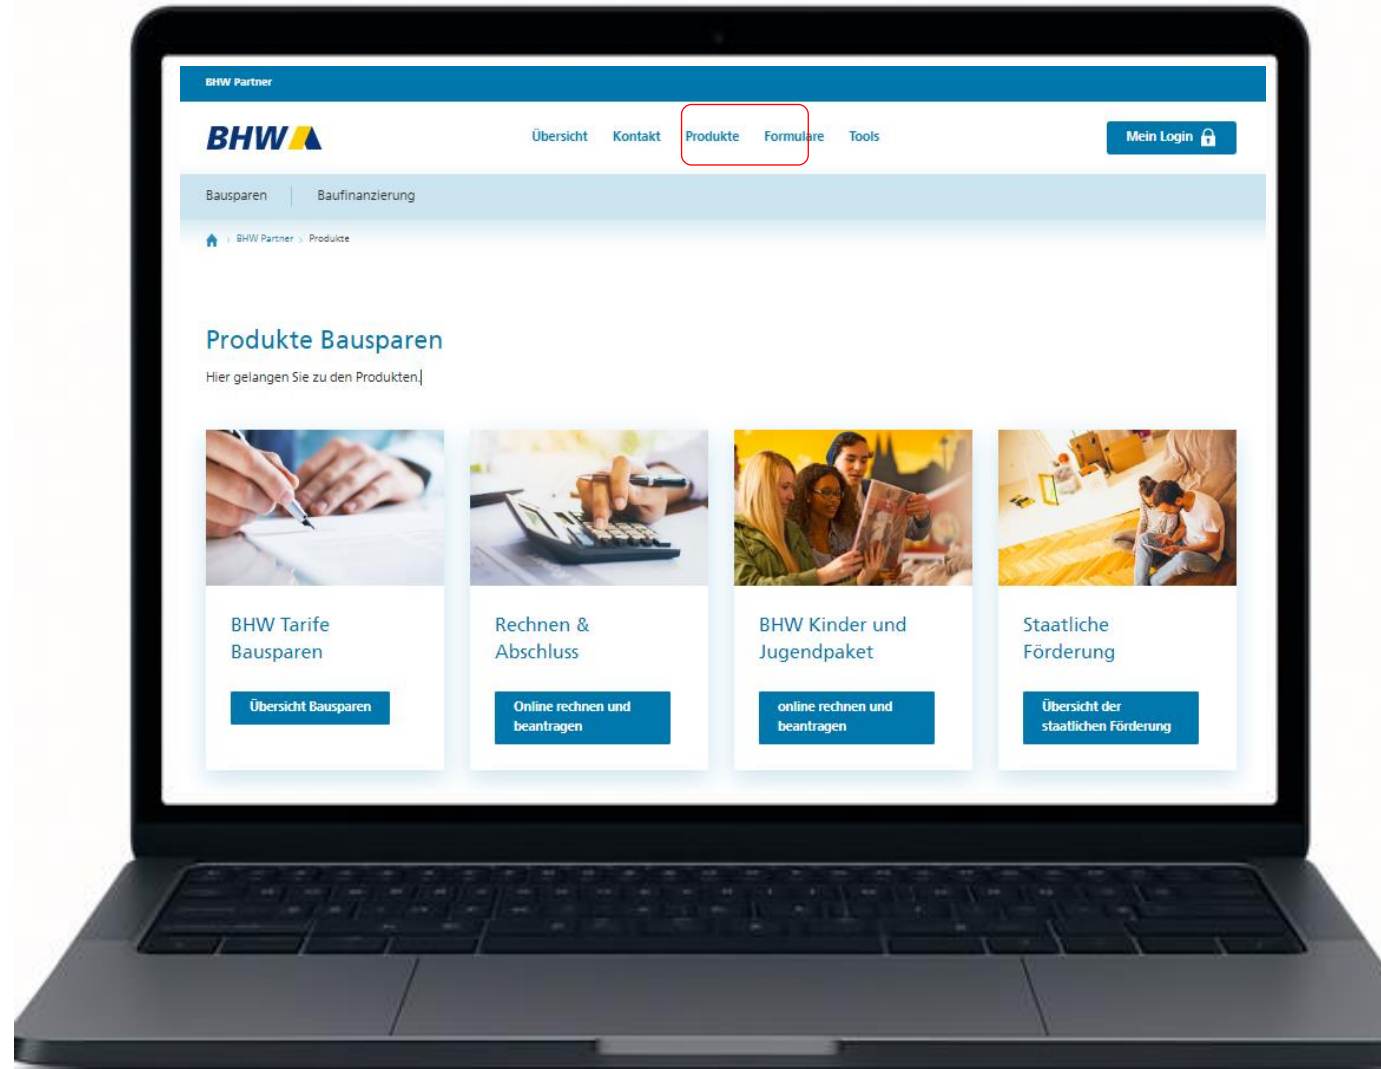 BHW Partner
BHW
Übersicht Kontakt Produkte Formulare Tools
Mein Login
Bausparen Baufinanzierung
BHW Partner > Produkte
Produkte Bausparen
Hier gelangen Sie zu den Produkten.
BHW Tarife
Bausparen
Übersicht Bausparen
Rechnen &
Abschluss
Online rechnen und
beantragen
BHW Kinder und
Jugendpaket
online rechnen und
beantragen
Staatliche
Förderung
Übersicht der
staatlichen Förderung